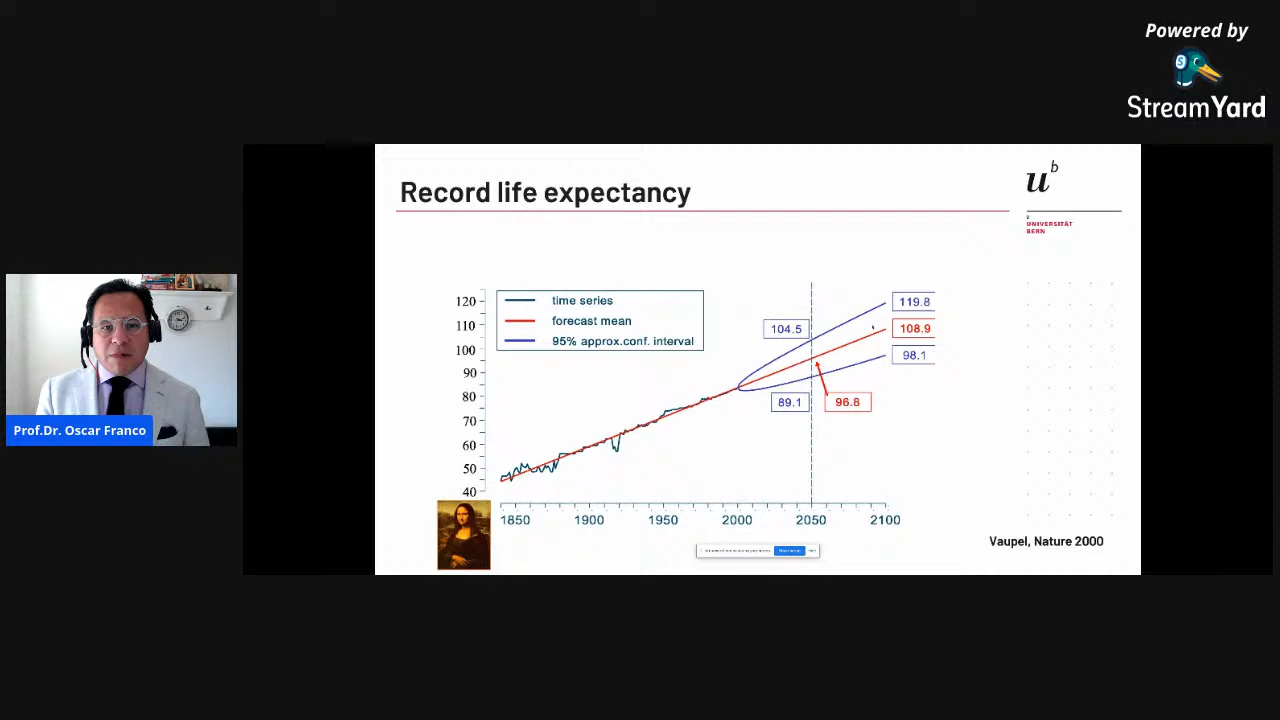 Powered by
StreamYard
Record life expectancy
u^b
UNIVERSITÄT
BERN
120
110
100
90
80
70
60
50
40
time series
forecast mean
95% approx.conf. interval
104.5
119.8
108.9
98.1
89.1
96.8
1850 1900 1950 2000 2050 2100
Vaupel, Nature 2000
Prof.Dr. Oscar Franco